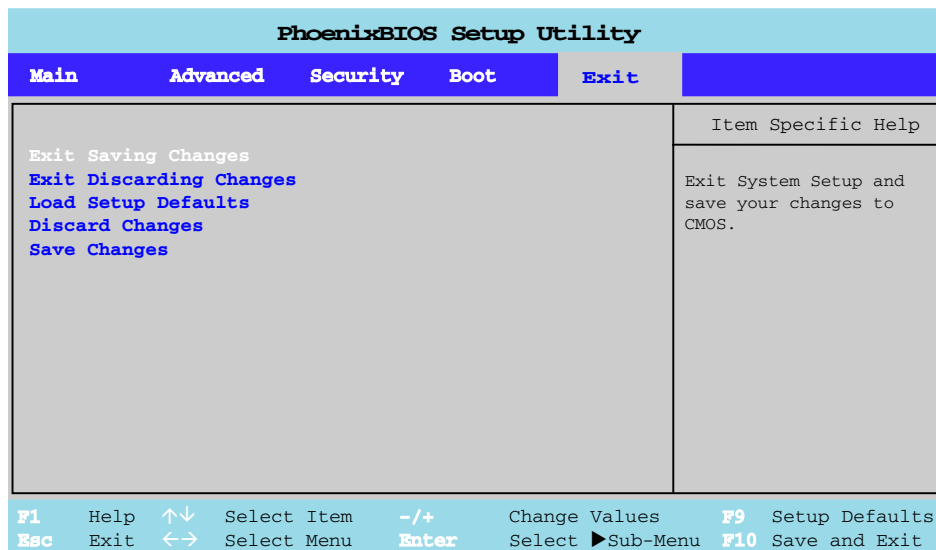 PhoenixBIOS Setup Utility
Main Advanced Security Boot Exit
Item Specific Help
Exit Saving Changes
Exit Discarding Changes
Load Setup Defaults
Discard Changes
Save Changes
Exit System Setup and
save your changes to
CMOS.
F1 Help ↑↓ Select Item -/+ Change Values F9 Setup Defaults
Esc Exit ←→ Select Menu Enter Select ▶Sub-Menu F10 Save and Exit